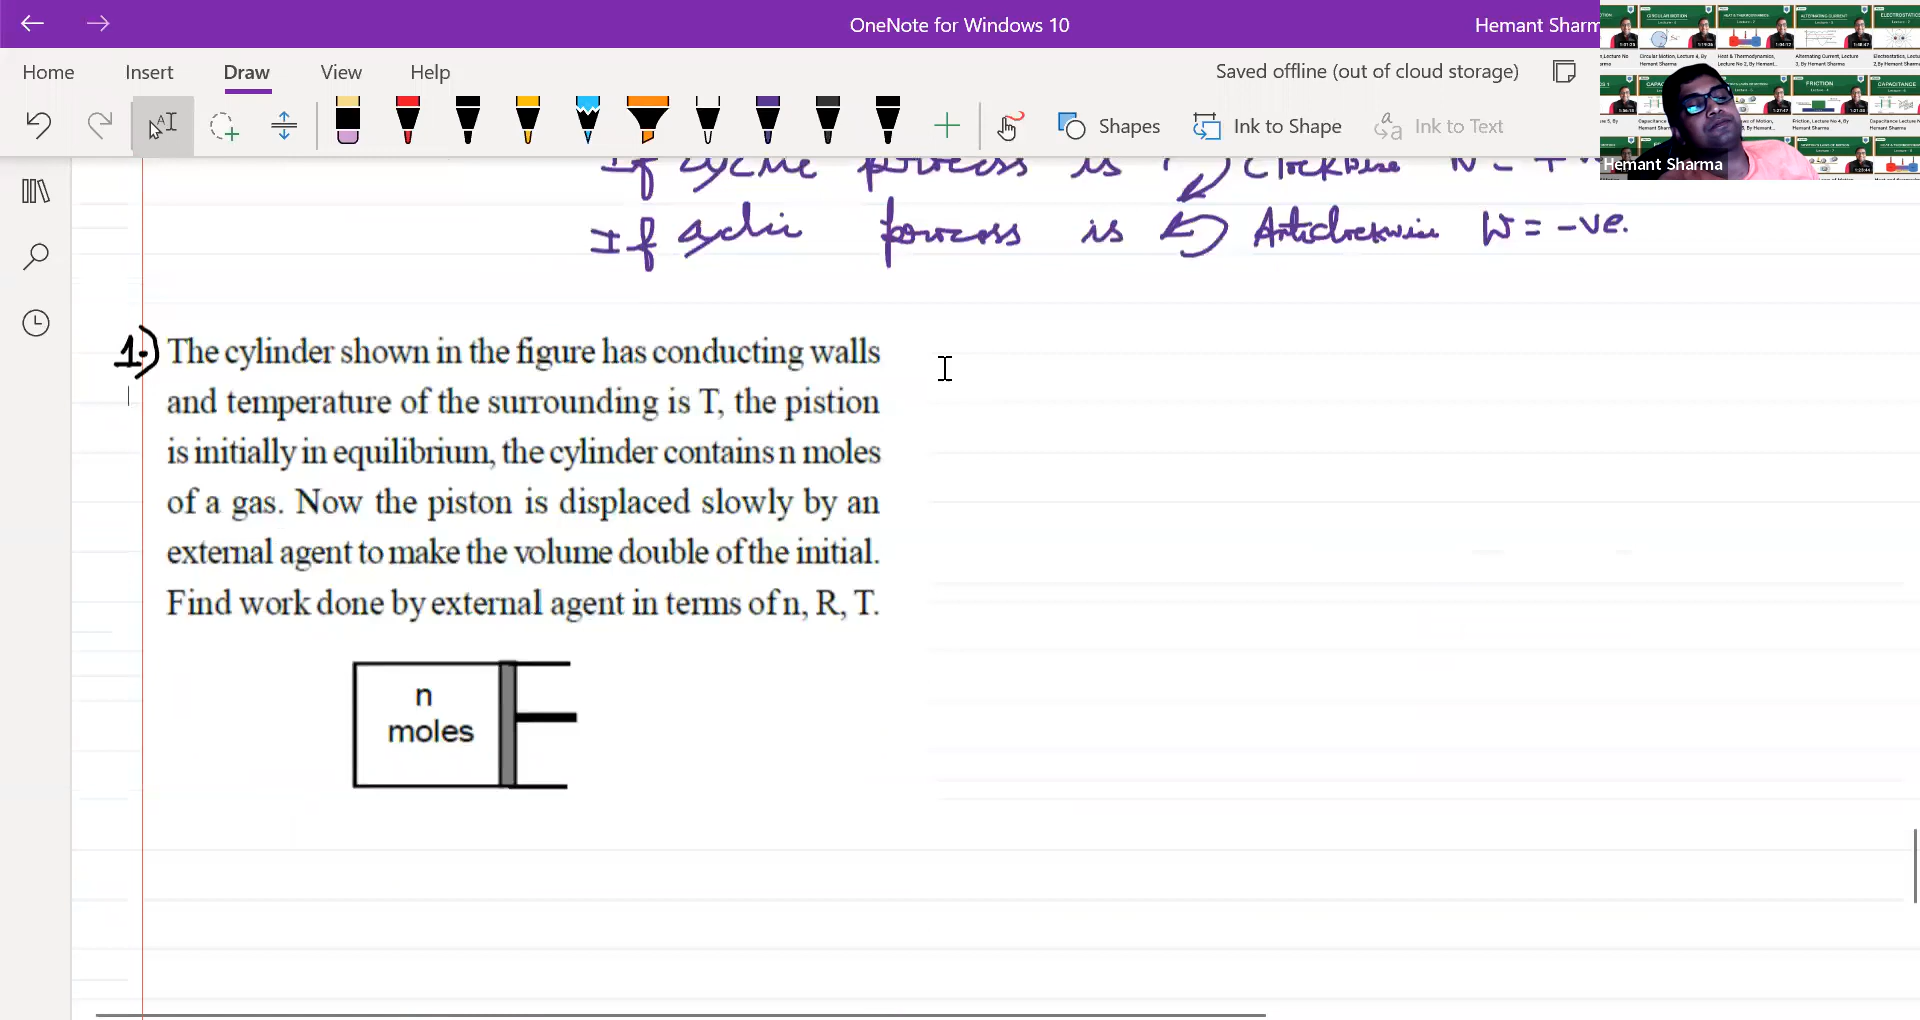 OneNote for Windows 10
Hemant Sharm
Home Insert Draw View Help
Saved offline (out of cloud storage)
Shapes Ink to Shape Ink to Text
Hemant Sharma
If cyclic process is Clockwise W = +v
If cyclic process is Anticlockwise W = -ve.
1.) The cylinder shown in the figure has conducting walls
and temperature of the surrounding is T, the pistion
is initially in equilibrium, the cylinder contains n moles
of a gas. Now the piston is displaced slowly by an
external agent to make the volume double of the initial.
Find work done by external agent in terms of n, R, T.
n
moles